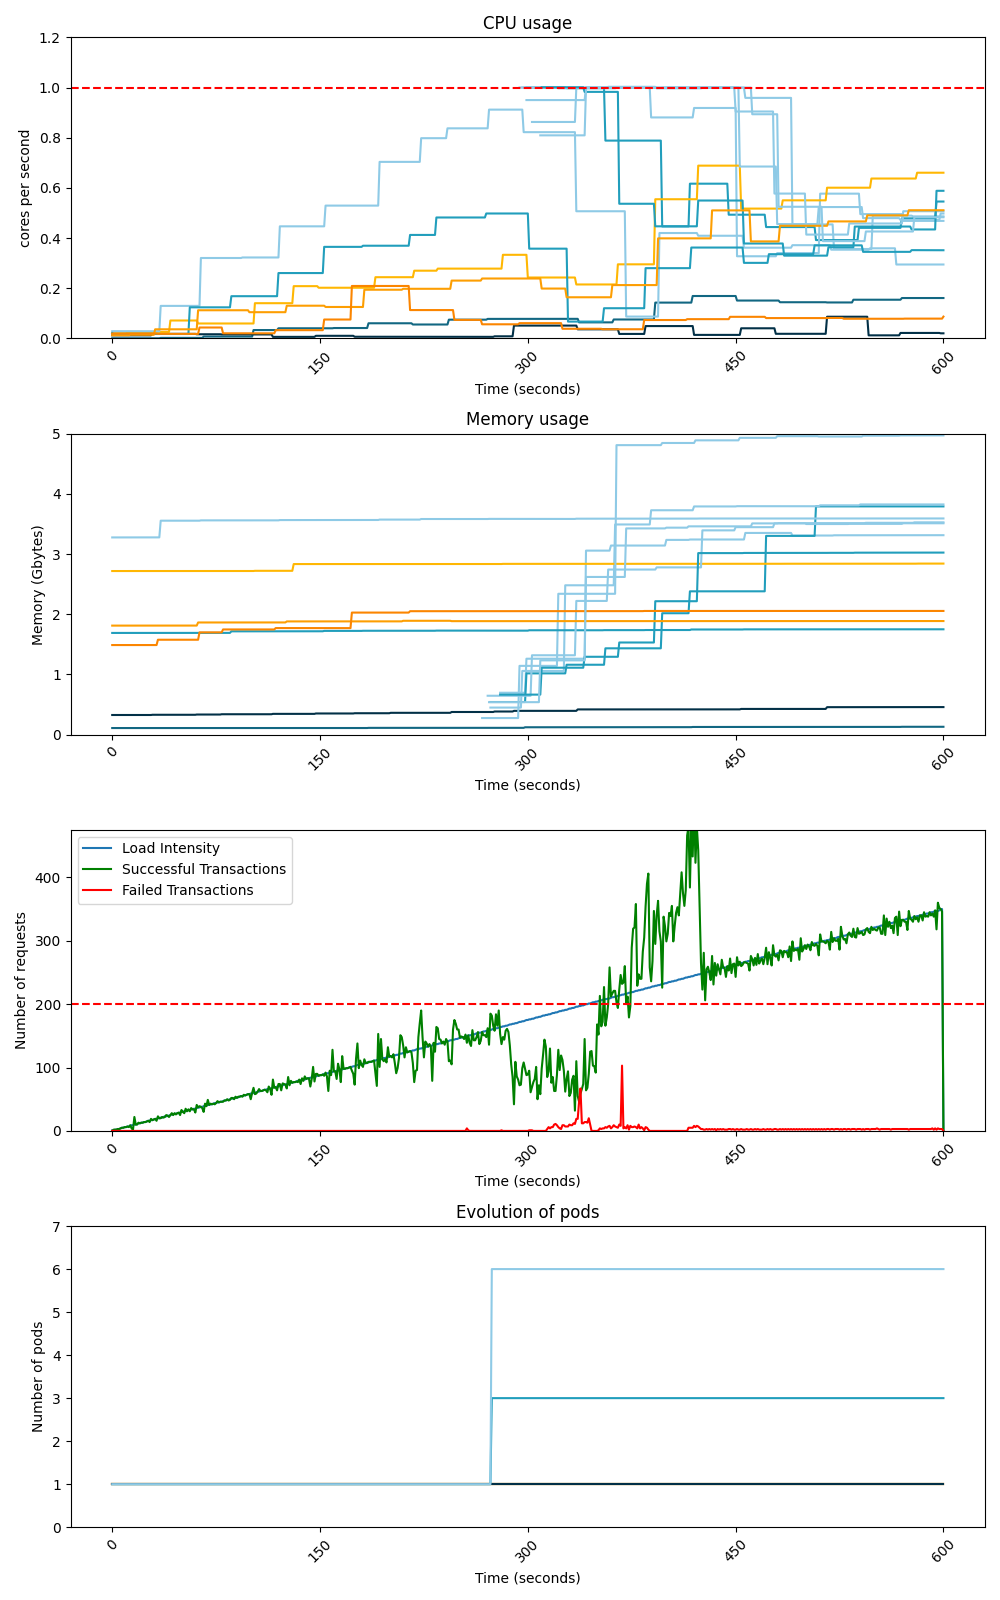 CPU usage
1.2
1.0
0.8
0.6
0.4
0.2
0.0
cores per second
0 150 300 450 600
Time (seconds)
Memory usage
5
4
3
2
1
0
Memory (Gbytes)
0 150 300 450 600
Time (seconds)
Load Intensity
Successful Transactions
Failed Transactions
400
300
200
100
0
Number of requests
0 150 300 450 600
Time (seconds)
Evolution of pods
7
6
5
4
3
2
1
0
Number of pods
0 150 300 450 600
Time (seconds)